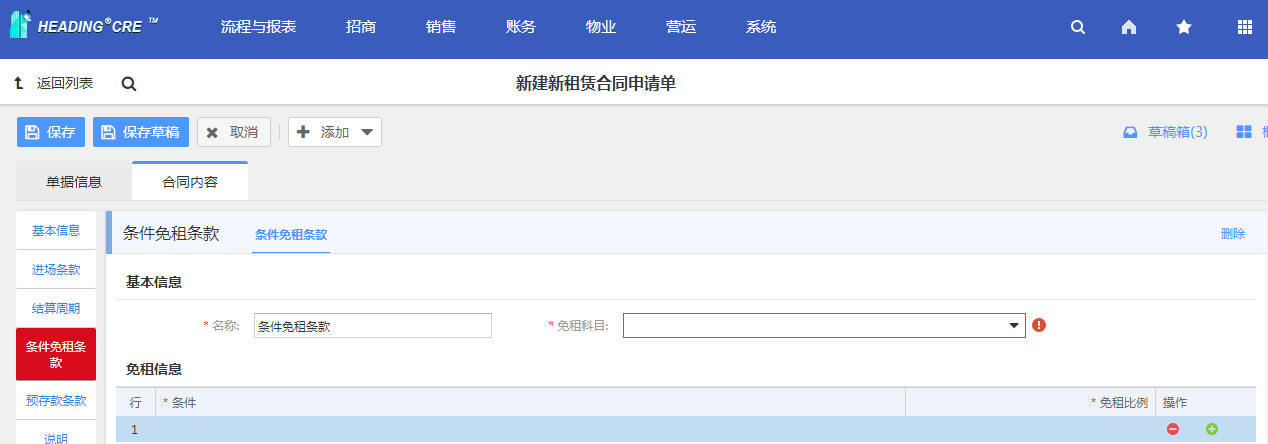 HEADING®CRE ™ 流程与报表 招商 销售 账务 物业 营运 系统
返回列表 新建新租赁合同申请单
保存 保存草稿 取消 添加 草稿箱(3)
单据信息 合同内容
基本信息
进场条款
结算周期
条件免租条
款
预存款条款
说明
条件免租条款 条件免租条款 删除
基本信息
* 名称: 条件免租条款 * 免租科目:
免租信息
行 * 条件 * 免租比例 操作
1